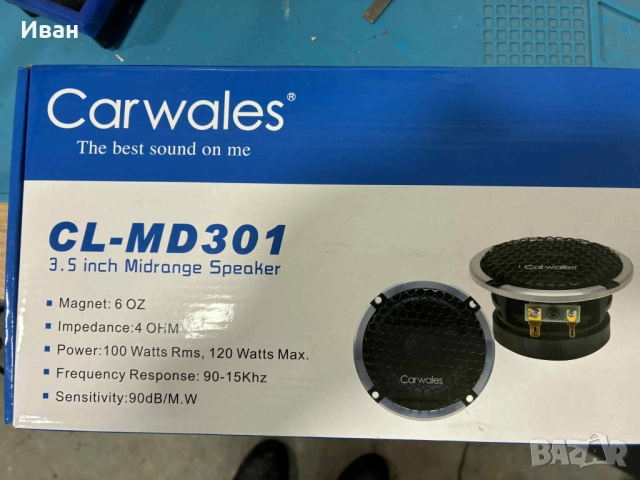 Иван
Carwales®
The best sound on me
CL-MD301
3.5 inch Midrange Speaker
Magnet: 6 OZ
Impedance:4 OHM
Power:100 Watts Rms, 120 Watts Max.
Frequency Response: 90-15Khz
Sensitivity:90dB/M.W
Carwales
Carwales
BAZAR